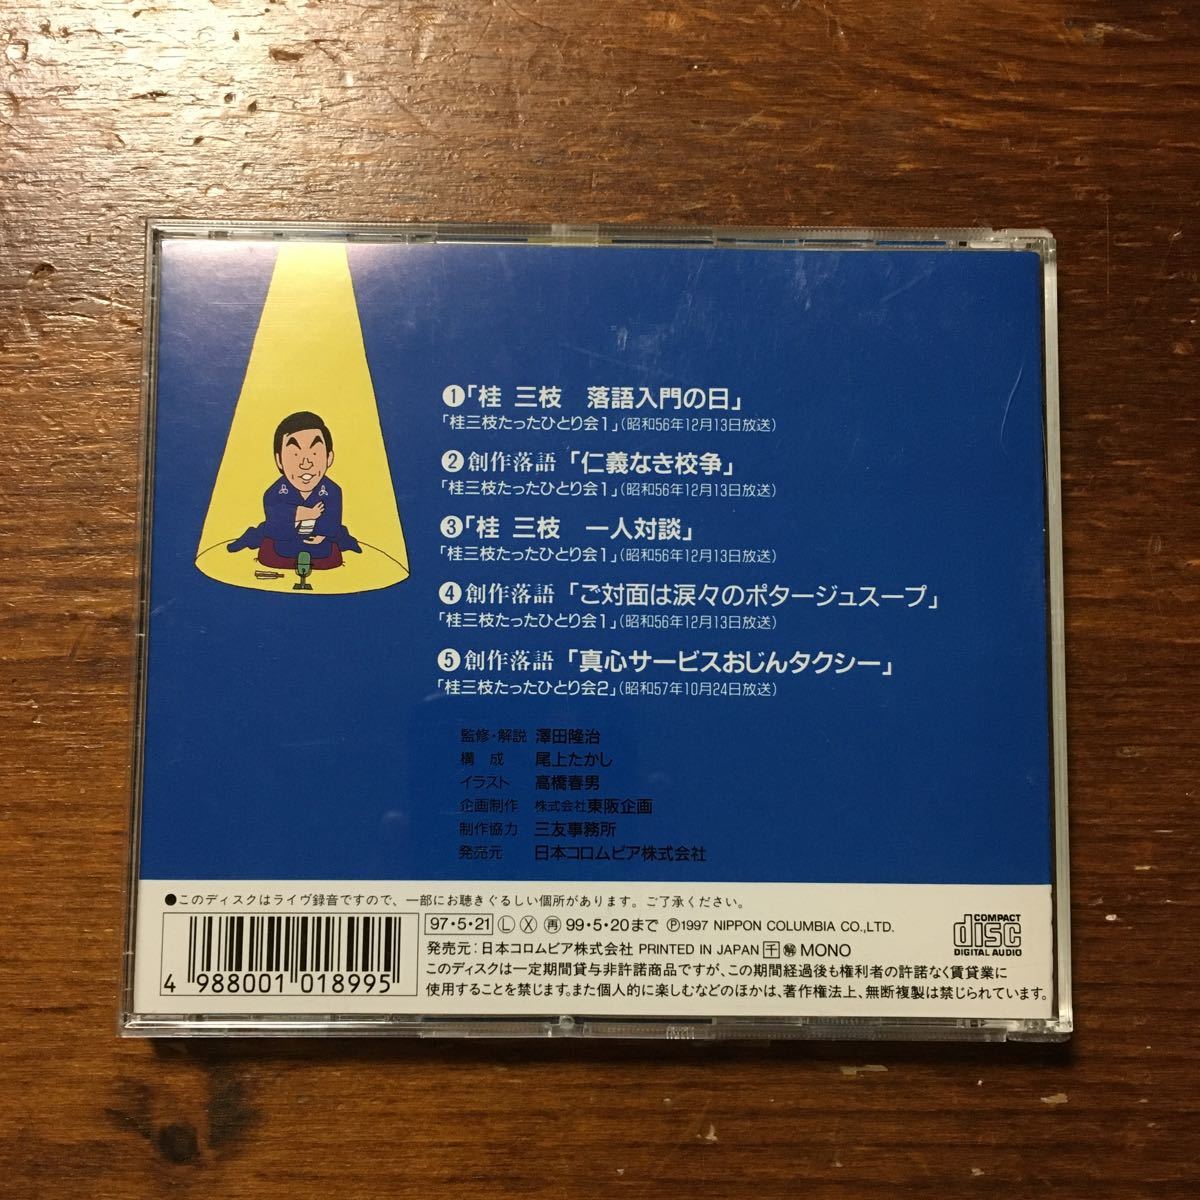 ❶「桂 三枝　落語入門の日」
「桂三枝たったひとり会1」(昭和56年12月13日放送)
❷創作落語「仁義なき校争」
「桂三枝たったひとり会1」(昭和56年12月13日放送)
❸「桂 三枝　一人対談」
「桂三枝たったひとり会1」(昭和56年12月13日放送)
❹創作落語「ご対面は涙々のポタージュスープ」
「桂三枝たったひとり会1」(昭和56年12月13日放送)
❺創作落語「真心サービスおじんタクシー」
「桂三枝たったひとり会2」(昭和57年10月24日放送)
監修・解説　澤田隆治
構　成　尾上たかし
イラスト　高橋春男
企画制作　株式会社東阪企画
制作協力　三友事務所
発売元　日本コロムビア株式会社
●このディスクはライヴ録音ですので、一部にお聴きぐるしい個所があります。ご了承ください。
97・5・21 Ⓛ Ⓧ ㊢ 99・5・20まで Ⓟ1997 NIPPON COLUMBIA CO.,LTD.
発売元：日本コロムビア株式会社 PRINTED IN JAPAN 干 MONO
このディスクは一定期間貸与非許諾商品ですが、この期間経過後も権利者の許諾なく賃貸業に
使用することを禁じます。また個人的に楽しむなどのほかは、著作権法上、無断複製は禁じられています。
4 988001 018995
COMPACT
disc
DIGITAL AUDIO